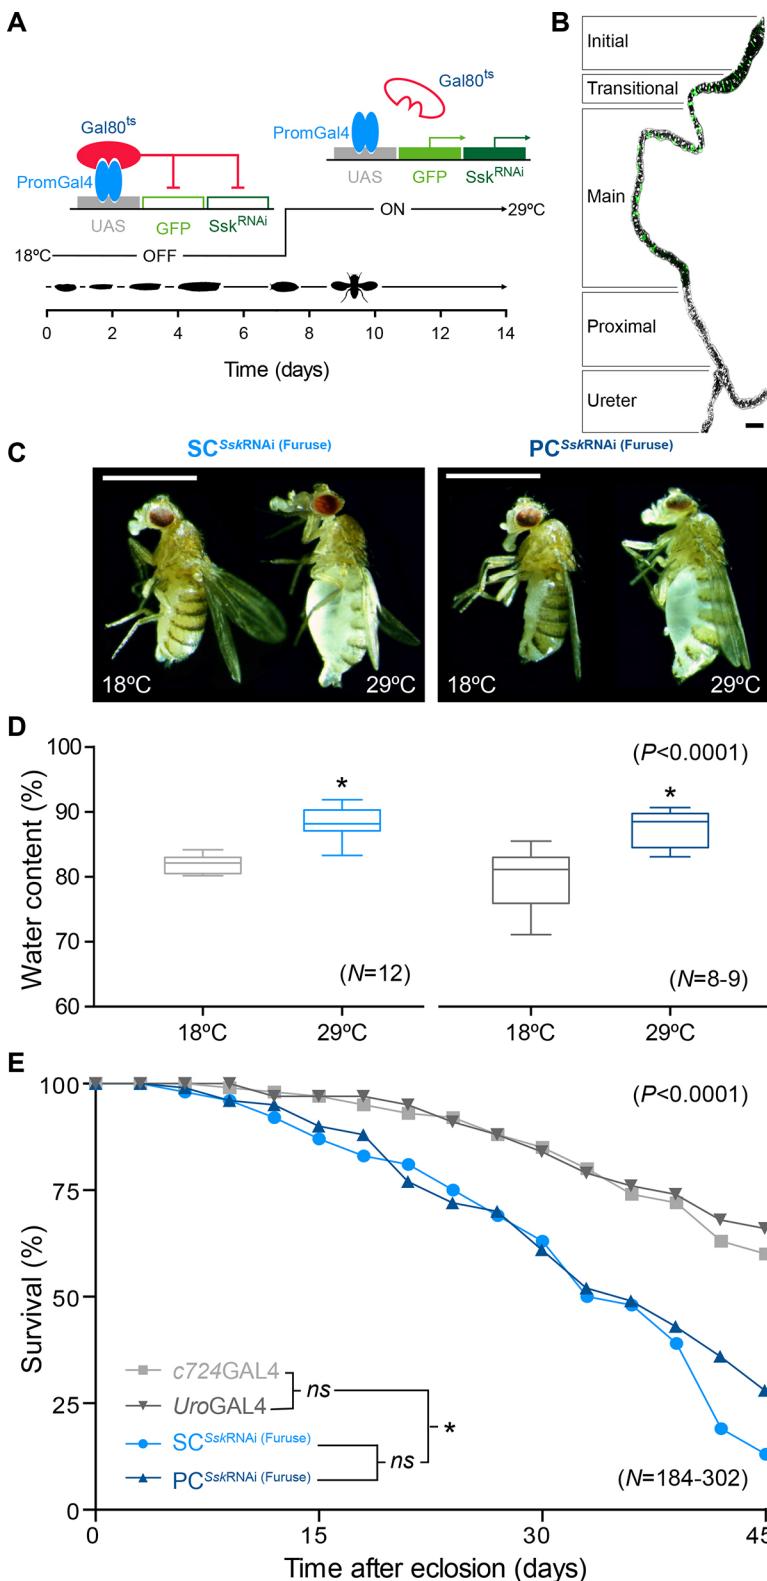 A
B
Gal80ts
PromGal4
UAS
GFP
SskRNAi
Gal80ts
PromGal4
UAS
GFP
SskRNAi
18ºC
OFF
ON
29ºC
0 2 4 6 8 10 12 14
Time (days)
Initial
Transitional
Main
Proximal
Ureter
C
SCSskRNAi (Furuse)
PCSskRNAi (Furuse)
18ºC
29ºC
18ºC
29ºC
D
Water content (%)
100
90
80
70
60
*
(P<0.0001)
*
(N=12)
(N=8-9)
18ºC 29ºC 18ºC 29ºC
E
Survival (%)
100
75
50
25
0
(P<0.0001)
c724GAL4
UroGAL4
SCSskRNAi (Furuse)
PCSskRNAi (Furuse)
ns
ns
*
(N=184-302)
0 15 30 45
Time after eclosion (days)